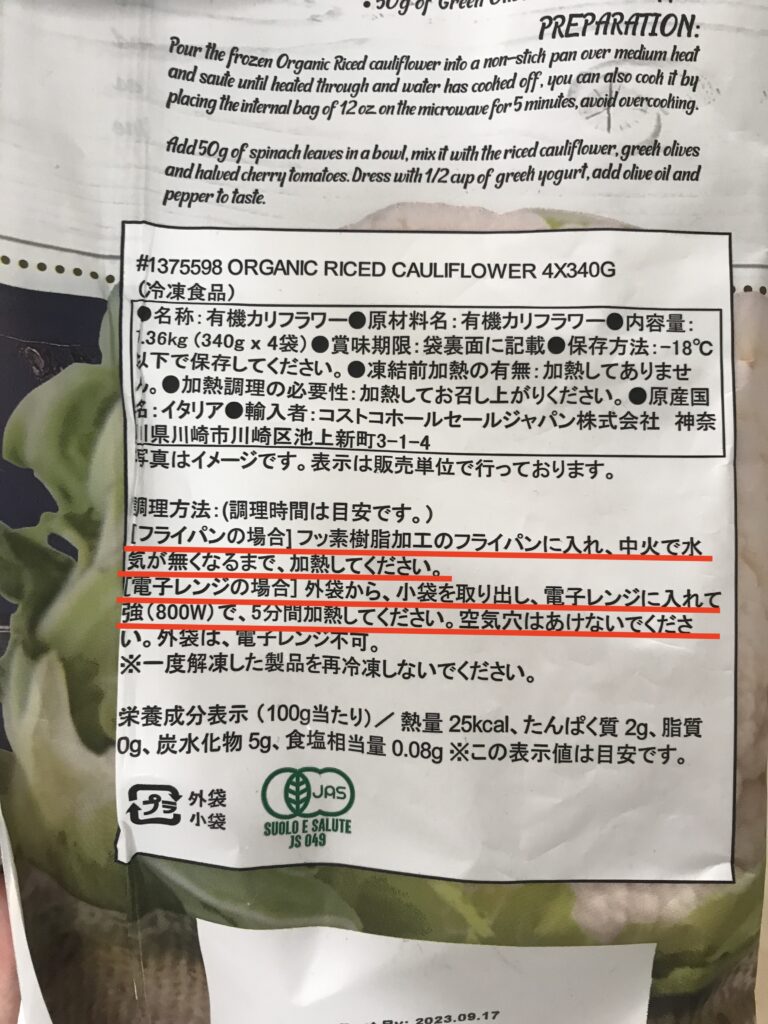 • 50g of Green
PREPARATION:
Pour the frozen Organic Riced cauliflower into a non-stick pan over medium heat
and saute until heated through and water has cooked off, you can also cook it by
placing the internal bag of 12 oz on the microwave for 5 minutes, avoid overcooking.
Add 50g of spinach leaves in a bowl, mix it with the riced cauliflower, greek olives
and halved cherry tomatoes. Dress with 1/2 cup of greek yogurt, add olive oil and
pepper to taste.
#1375598 ORGANIC RICED CAULIFLOWER 4X340G
(冷凍食品)
●名称:有機カリフラワー●原材料名:有機カリフラワー●内容量:
1.36kg (340g x 4袋)●賞味期限:袋裏面に記載●保存方法:-18℃
以下で保存してください。●凍結前加熱の有無:加熱してありませ
ん。●加熱調理の必要性:加熱してお召し上がりください。●原産国
名:イタリア●輸入者:コストコホールセールジャパン株式会社 神奈
川県川崎市川崎区池上新町3-1-4
写真はイメージです。表示は販売単位で行っております。
調理方法:(調理時間は目安です。)
[フライパンの場合] フッ素樹脂加工のフライパンに入れ、中火で水
気が無くなるまで、加熱してください。
[電子レンジの場合] 外袋から、小袋を取り出し、電子レンジに入れて
強(800W)で、5分間加熱してください。空気穴はあけないでくださ
い。外袋は、電子レンジ不可。
※一度解凍した製品を再冷凍しないでください。
栄養成分表示 (100g当たり)/ 熱量 25kcal、たんぱく質 2g、脂質
0g、炭水化物 5g、食塩相当量 0.08g ※この表示値は目安です。
プラ 外袋
小袋
JAS
SUOLO E SALUTE
JS 049
By: 2023.09.17